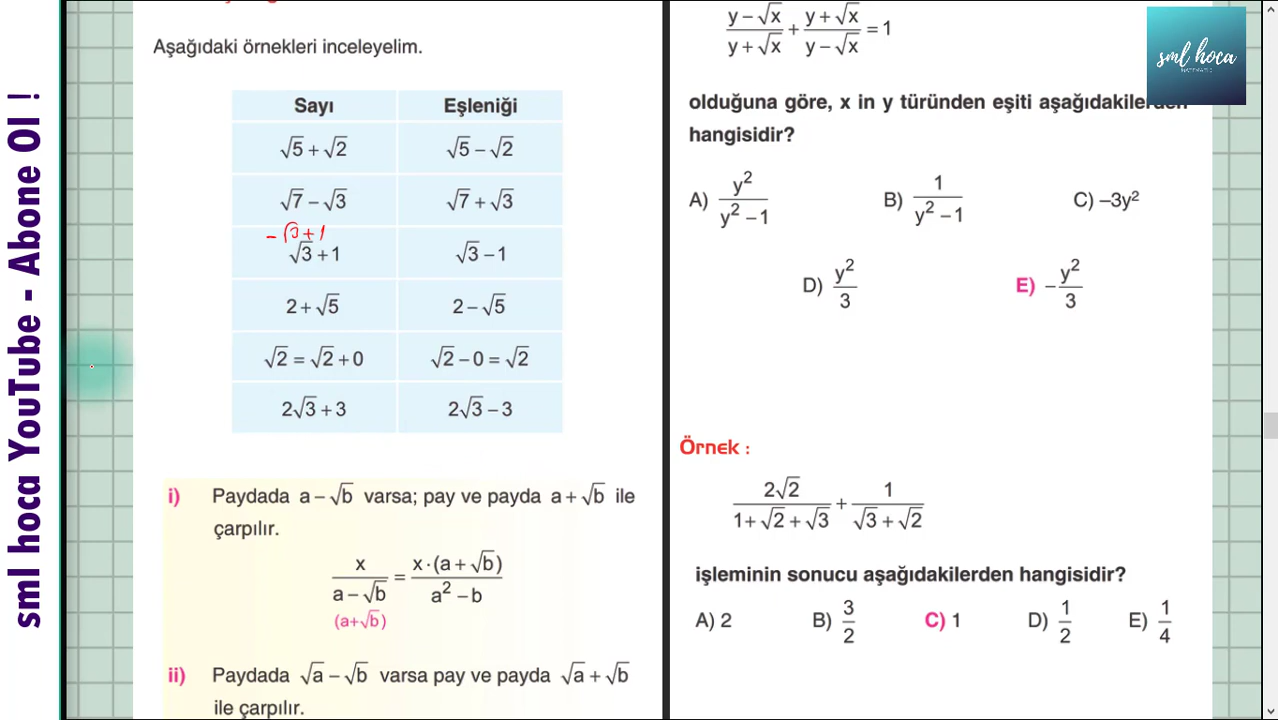 sml hoca YouTube - Abone Ol !
Aşağıdaki örnekleri inceleyelim.
Sayı Eşleniği
√5 + √2 √5 − √2
√7 − √3 √7 + √3
− √3 + 1
√3 + 1 √3 − 1
2 + √5 2 − √5
√2 = √2 + 0 √2 − 0 = √2
2√3 + 3 2√3 − 3
i) Paydada a − √b varsa; pay ve payda a + √b ile
çarpılır.
x/(a − √b) = x·(a + √b)/(a² − b)
(a+√b)
ii) Paydada √a − √b varsa pay ve payda √a + √b
ile çarpılır.
(y − √x)/(y + √x) + (y + √x)/(y − √x) = 1
sml hoca
olduğuna göre, x in y türünden eşiti aşağıdakilerden
hangisidir?
A) y²/(y² − 1) B) 1/(y² − 1) C) −3y²
D) y²/3 E) −y²/3
Örnek :
2√2/(1 + √2 + √3) + 1/(√3 + √2)
işleminin sonucu aşağıdakilerden hangisidir?
A) 2 B) 3/2 C) 1 D) 1/2 E) 1/4